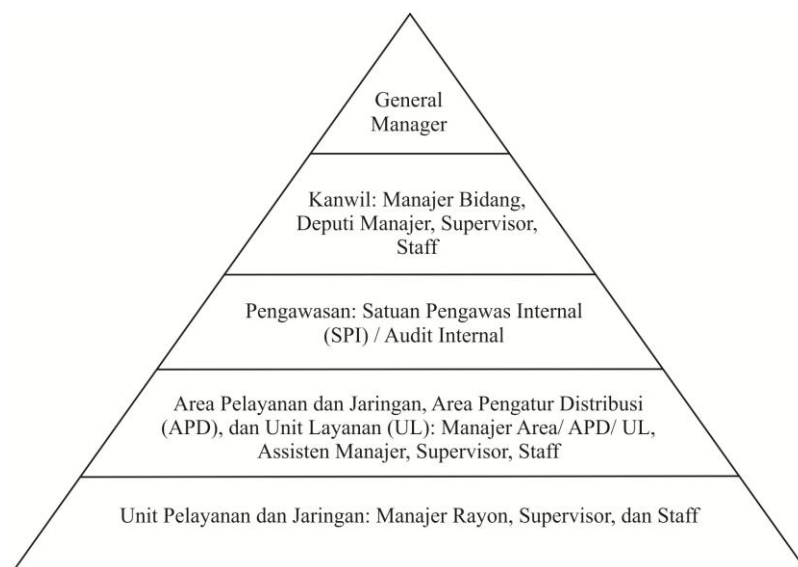 General
Manager
Kanwil: Manajer Bidang,
Deputi Manajer, Supervisor,
Staff
Pengawasan: Satuan Pengawas Internal
(SPI) / Audit Internal
Area Pelayanan dan Jaringan, Area Pengatur Distribusi
(APD), dan Unit Layanan (UL): Manajer Area/ APD/ UL,
Assisten Manajer, Supervisor, Staff
Unit Pelayanan dan Jaringan: Manajer Rayon, Supervisor, dan Staff